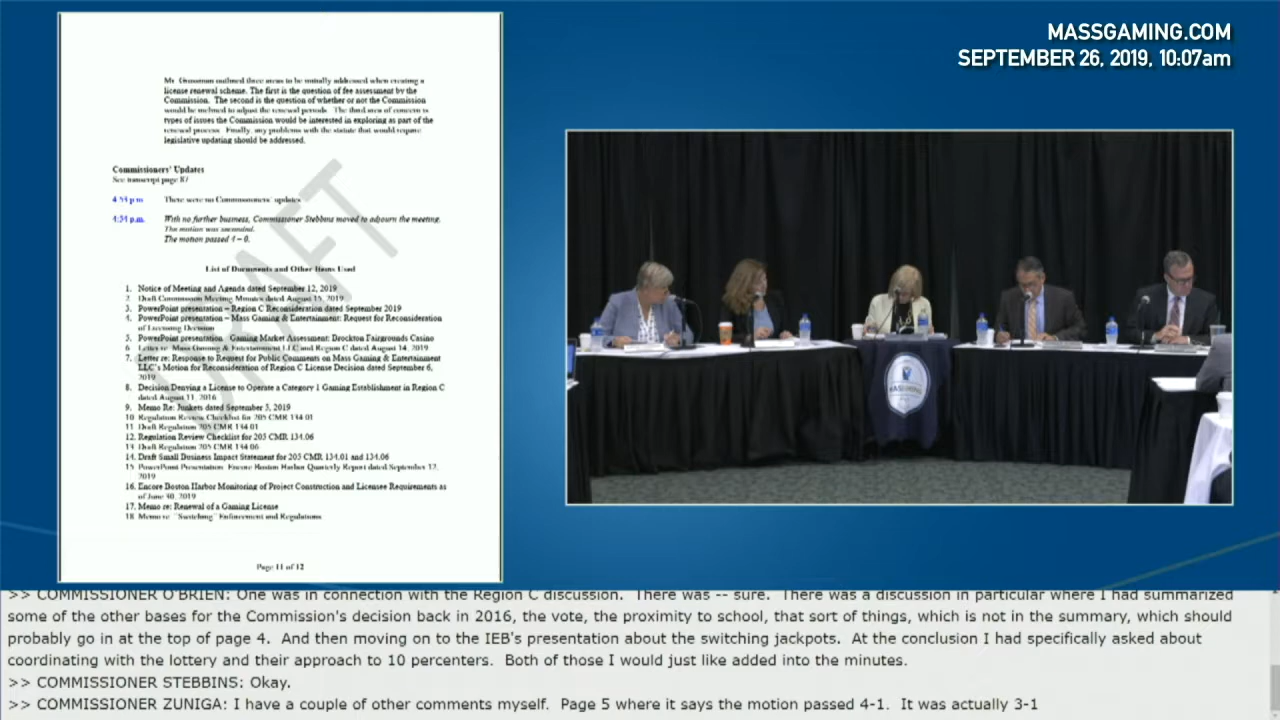 MASSGAMING.COM
SEPTEMBER 26, 2019, 10:07am
Mr. Grossman outlined three areas to be initially addressed when creating a
license renewal scheme. The first is the question of fee assessment by the
Commission. The second is the question of whether or not the Commission
would be inclined to adjust the renewal periods. The third area of concern is
types of issues the Commission would be interested in exploring as part of the
renewal process. Finally, any problems with the statute that would require
legislative updating should be addressed.
Commissioners' Updates
See transcript page 87
4:34 p.m. There were no Commissioners' updates
4:34 p.m. With no further business, Commissioner Stebbins moved to adjourn the meeting.
The motion was seconded.
The motion passed 4 – 0.
DRAFT
List of Documents and Other Items Used
1. Notice of Meeting and Agenda dated September 12, 2019
2. Draft Commission Meeting Minutes dated August 15, 2019
3. PowerPoint presentation – Region C Reconsideration dated September 2019
4. PowerPoint presentation – Mass Gaming & Entertainment: Request for Reconsideration
of Licensing Decision
5. PowerPoint presentation Gaming Market Assessment: Brockton Fairgrounds Casino
6. Letter re: Mass Gaming & Entertainment LLC and Region C dated August 14, 2019
7. Letter re: Response to Request for Public Comments on Mass Gaming & Entertainment
LLC's Motion for Reconsideration of Region C License Decision dated September 6,
2019
8. Decision Denying a License to Operate a Category 1 Gaming Establishment in Region C
dated August 11, 2016
9. Memo Re: Junkets dated September 5, 2019
10. Regulation Review Checklist for 205 CMR 134.01
11. Draft Regulation 205 CMR 134.01
12. Regulation Review Checklist for 205 CMR 134.06
13. Draft Regulation 205 CMR 134.06
14. Draft Small Business Impact Statement for 205 CMR 134.01 and 134.06
15. PowerPoint Presentation Encore Boston Harbor Quarterly Report dated September 12,
2019
16. Encore Boston Harbor Monitoring of Project Construction and Licensee Requirements as
of June 30, 2019
17. Memo re: Renewal of a Gaming License
18. Memo re: "Switching" Enforcement and Regulations
Page 11 of 12
>> COMMISSIONER O'BRIEN: One was in connection with the Region C discussion. There was -- sure. There was a discussion in particular where I had summarized
some of the other bases for the Commission's decision back in 2016, the vote, the proximity to school, that sort of things, which is not in the summary, which should
probably go in at the top of page 4. And then moving on to the IEB's presentation about the switching jackpots. At the conclusion I had specifically asked about
coordinating with the lottery and their approach to 10 percenters. Both of those I would just like added into the minutes.
>> COMMISSIONER STEBBINS: Okay.
>> COMMISSIONER ZUNIGA: I have a couple of other comments myself. Page 5 where it says the motion passed 4-1. It was actually 3-1